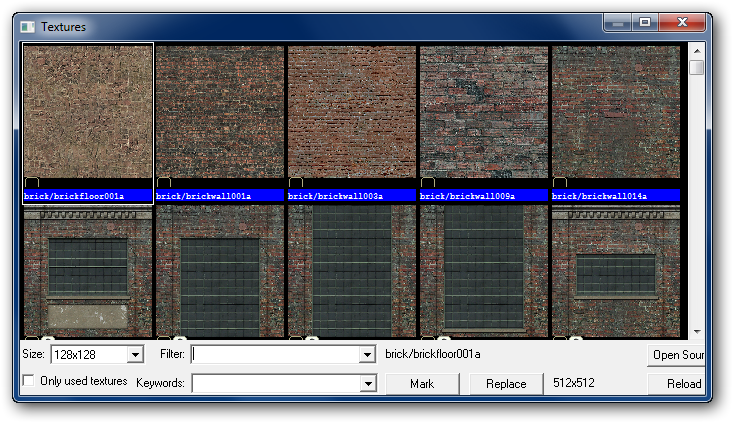 Textures
brick/brickfloor001a brick/brickwall001a brick/brickwall003a brick/brickwall009a brick/brickwall014a
Size: 128x128 Filter: brick/brickfloor001a Open Sour
Only used textures Keywords: Mark Replace 512x512 Reload